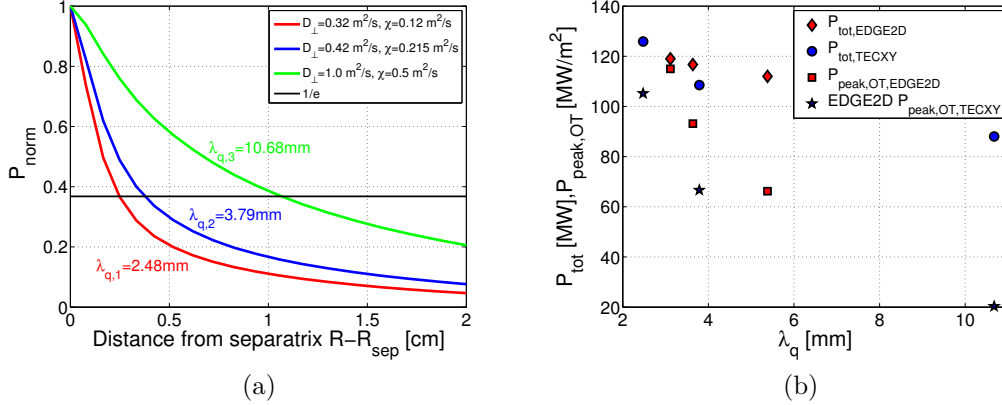 D⊥=0.32 m²/s, χ=0.12 m²/s
D⊥=0.42 m²/s, χ=0.215 m²/s
D⊥=1.0 m²/s, χ=0.5 m²/s
1/e
P_norm
1
0.8
0.6
0.4
0.2
0
λ_q,3=10.68mm
λ_q,2=3.79mm
λ_q,1=2.48mm
0 0.5 1 1.5 2
Distance from separatrix R−R_sep [cm]
(a)
P_tot,EDGE2D
P_tot,TECXY
P_peak,OT,EDGE2D
EDGE2D P_peak,OT,TECXY
P_tot [MW],P_peak,OT [MW/m²]
140
120
100
80
60
40
20
2 4 6 8 10
λ_q [mm]
(b)